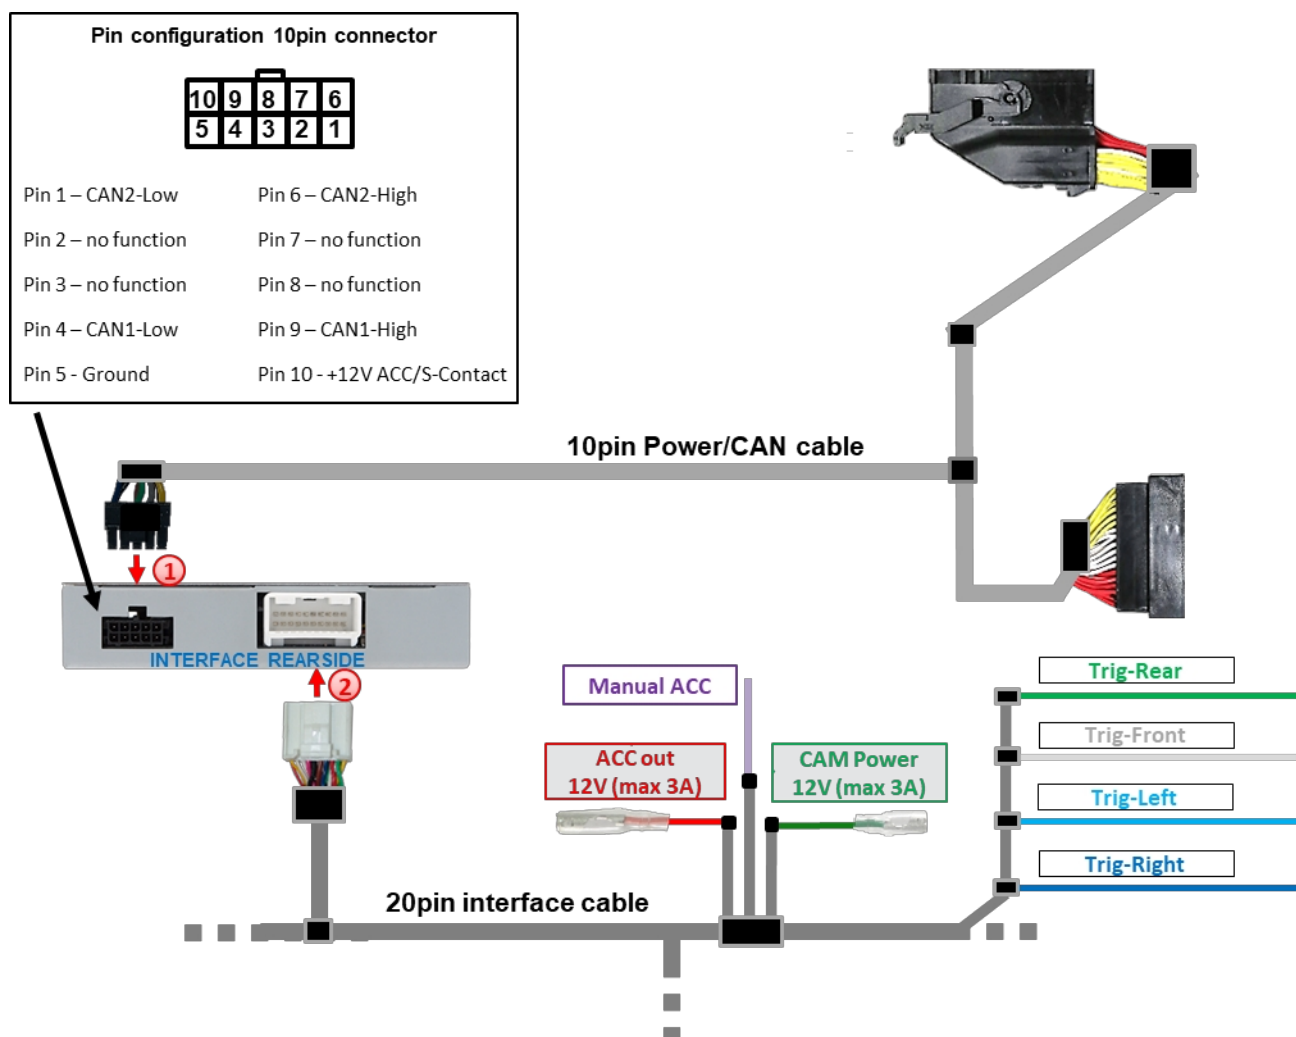 Pin configuration 10pin connector
10 9 8 7 6
5 4 3 2 1
Pin 1 – CAN2-Low
Pin 6 – CAN2-High
Pin 2 – no function
Pin 7 – no function
Pin 3 – no function
Pin 8 – no function
Pin 4 – CAN1-Low
Pin 9 – CAN1-High
Pin 5 - Ground
Pin 10 - +12V ACC/S-Contact
10pin Power/CAN cable
1
INTERFACE REARSIDE
2
Manual ACC
ACC out
12V (max 3A)
CAM Power
12V (max 3A)
Trig-Rear
Trig-Front
Trig-Left
Trig-Right
20pin interface cable